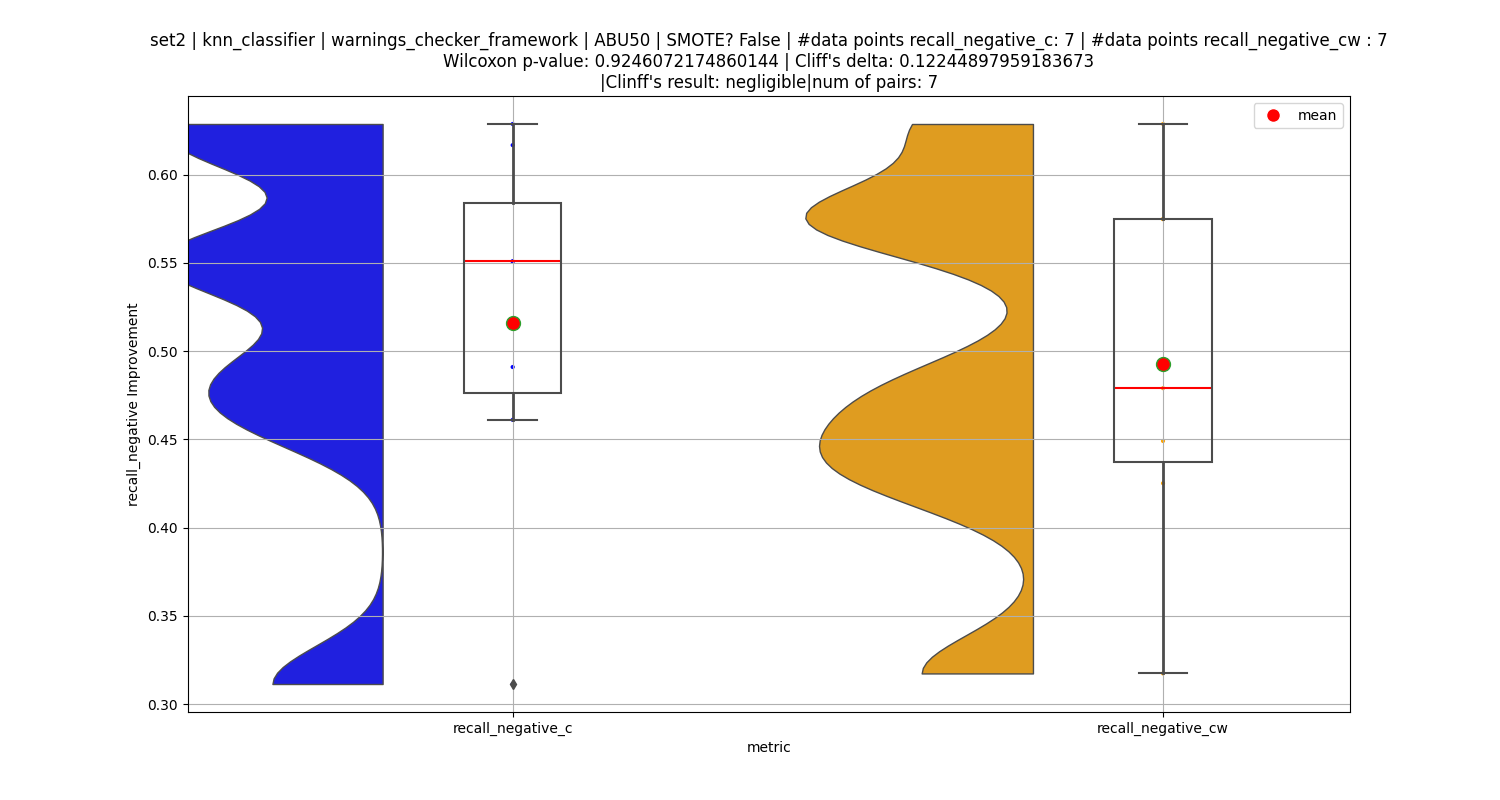 set2 | knn_classifier | warnings_checker_framework | ABU50 | SMOTE? False | #data points recall_negative_c: 7 | #data points recall_negative_cw : 7
Wilcoxon p-value: 0.9246072174860144 | Cliff's delta: 0.12244897959183673
|Clinff's result: negligible|num of pairs: 7
mean
0.60
0.55
0.50
0.45
0.40
0.35
0.30
recall_negative Improvement
recall_negative_c
recall_negative_cw
metric